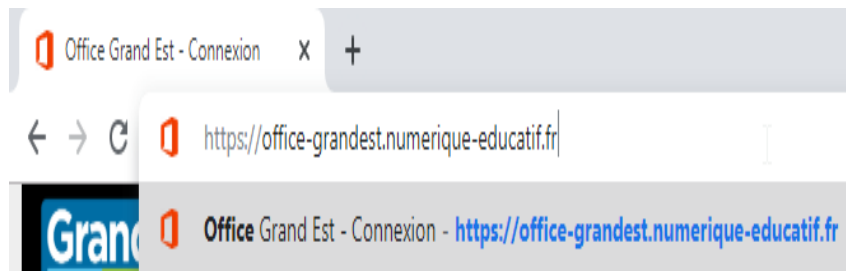 Office Grand Est - Connexion
https://office-grandest.numerique-educatif.fr
Office Grand Est - Connexion - https://office-grandest.numerique-educatif.fr